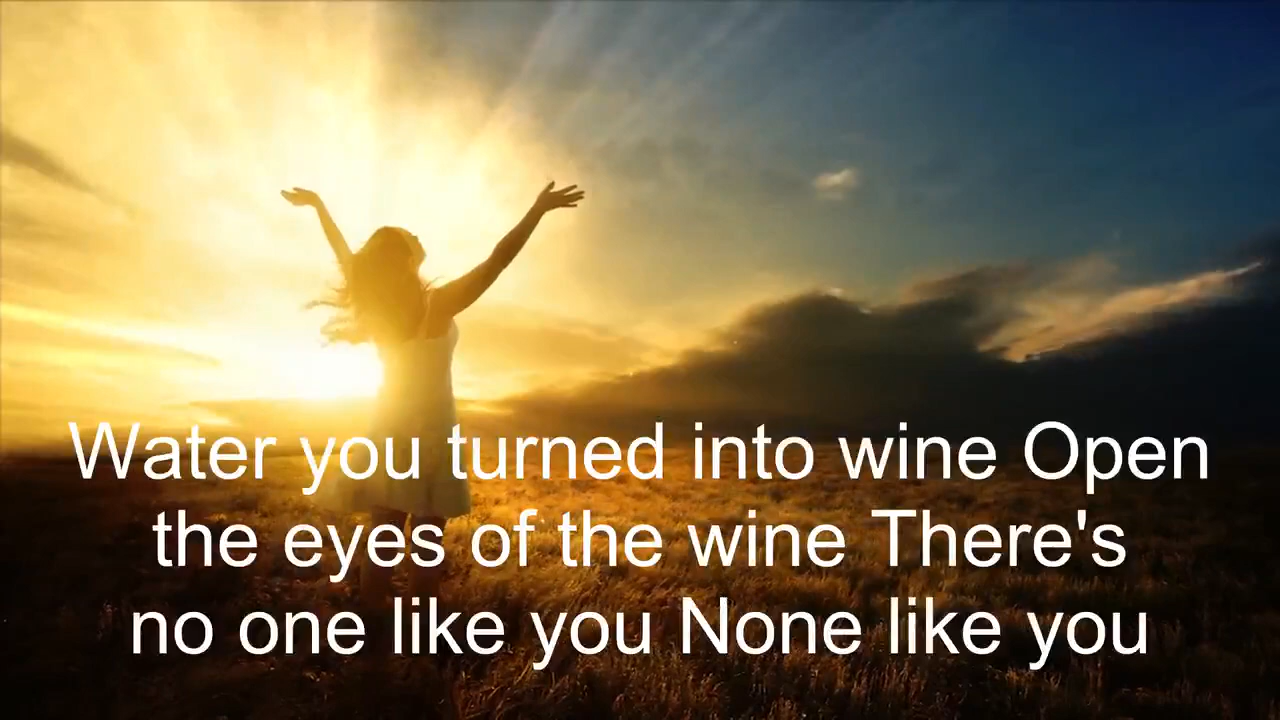 Water you turned into wine Open
the eyes of the wine There's
no one like you None like you